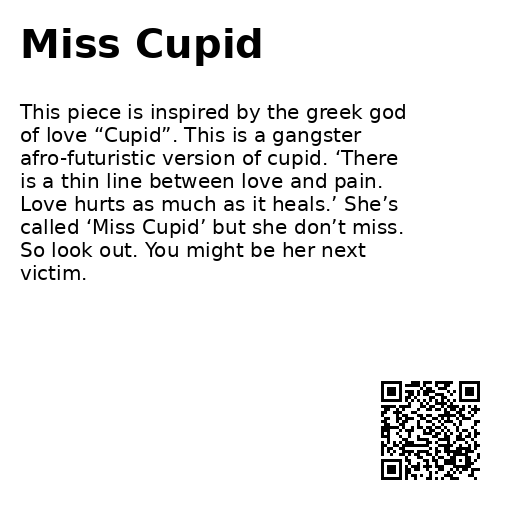 Miss Cupid
This piece is inspired by the greek god
of love “Cupid”. This is a gangster
afro-futuristic version of cupid. ‘There
is a thin line between love and pain.
Love hurts as much as it heals.’ She’s
called ‘Miss Cupid’ but she don’t miss.
So look out. You might be her next
victim.